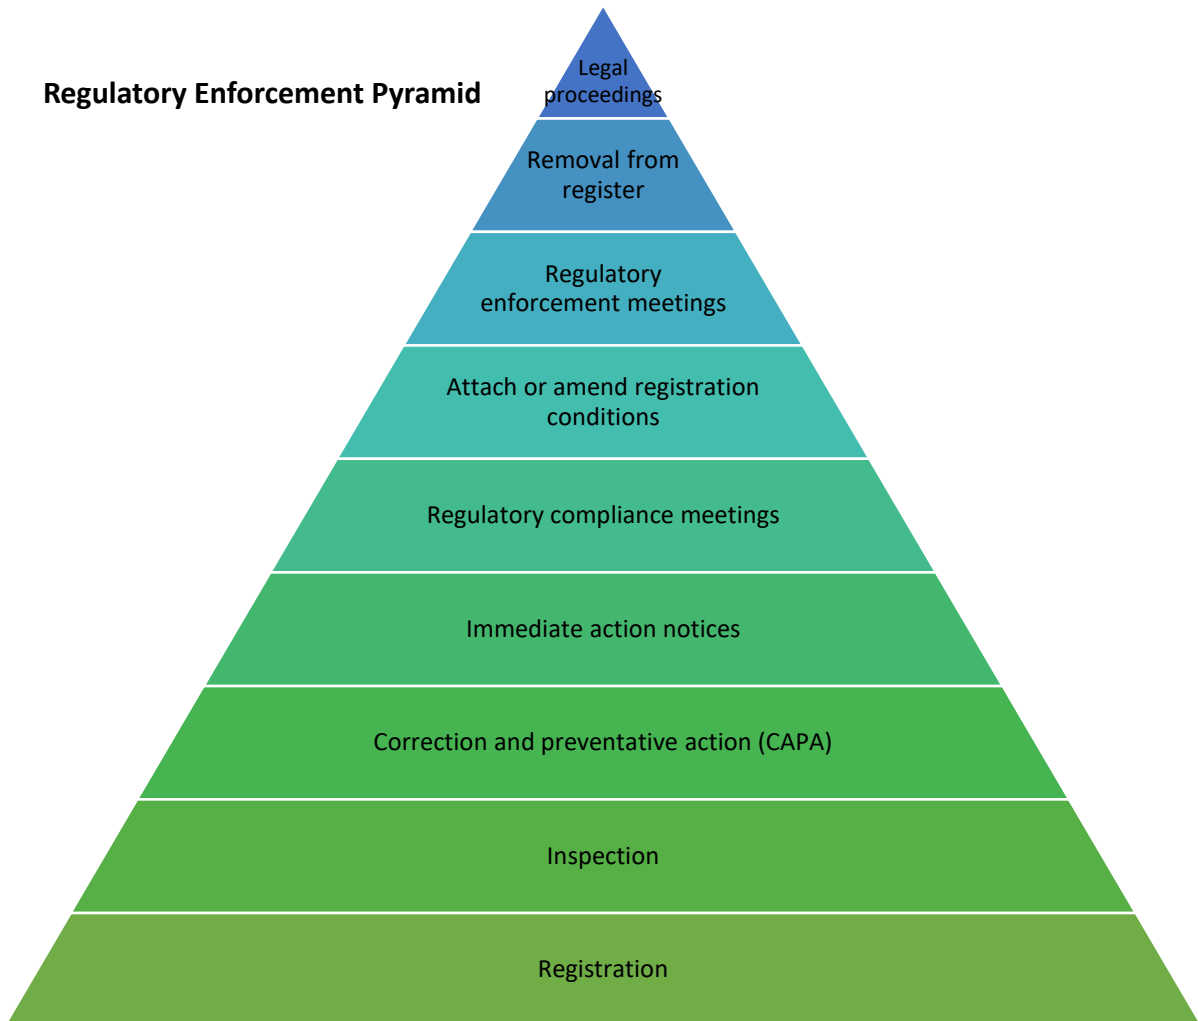 Legal
proceedings
Regulatory Enforcement Pyramid
Removal from
register
Regulatory
enforcement meetings
Attach or amend registration
conditions
Regulatory compliance meetings
Immediate action notices
Correction and preventative action (CAPA)
Inspection
Registration